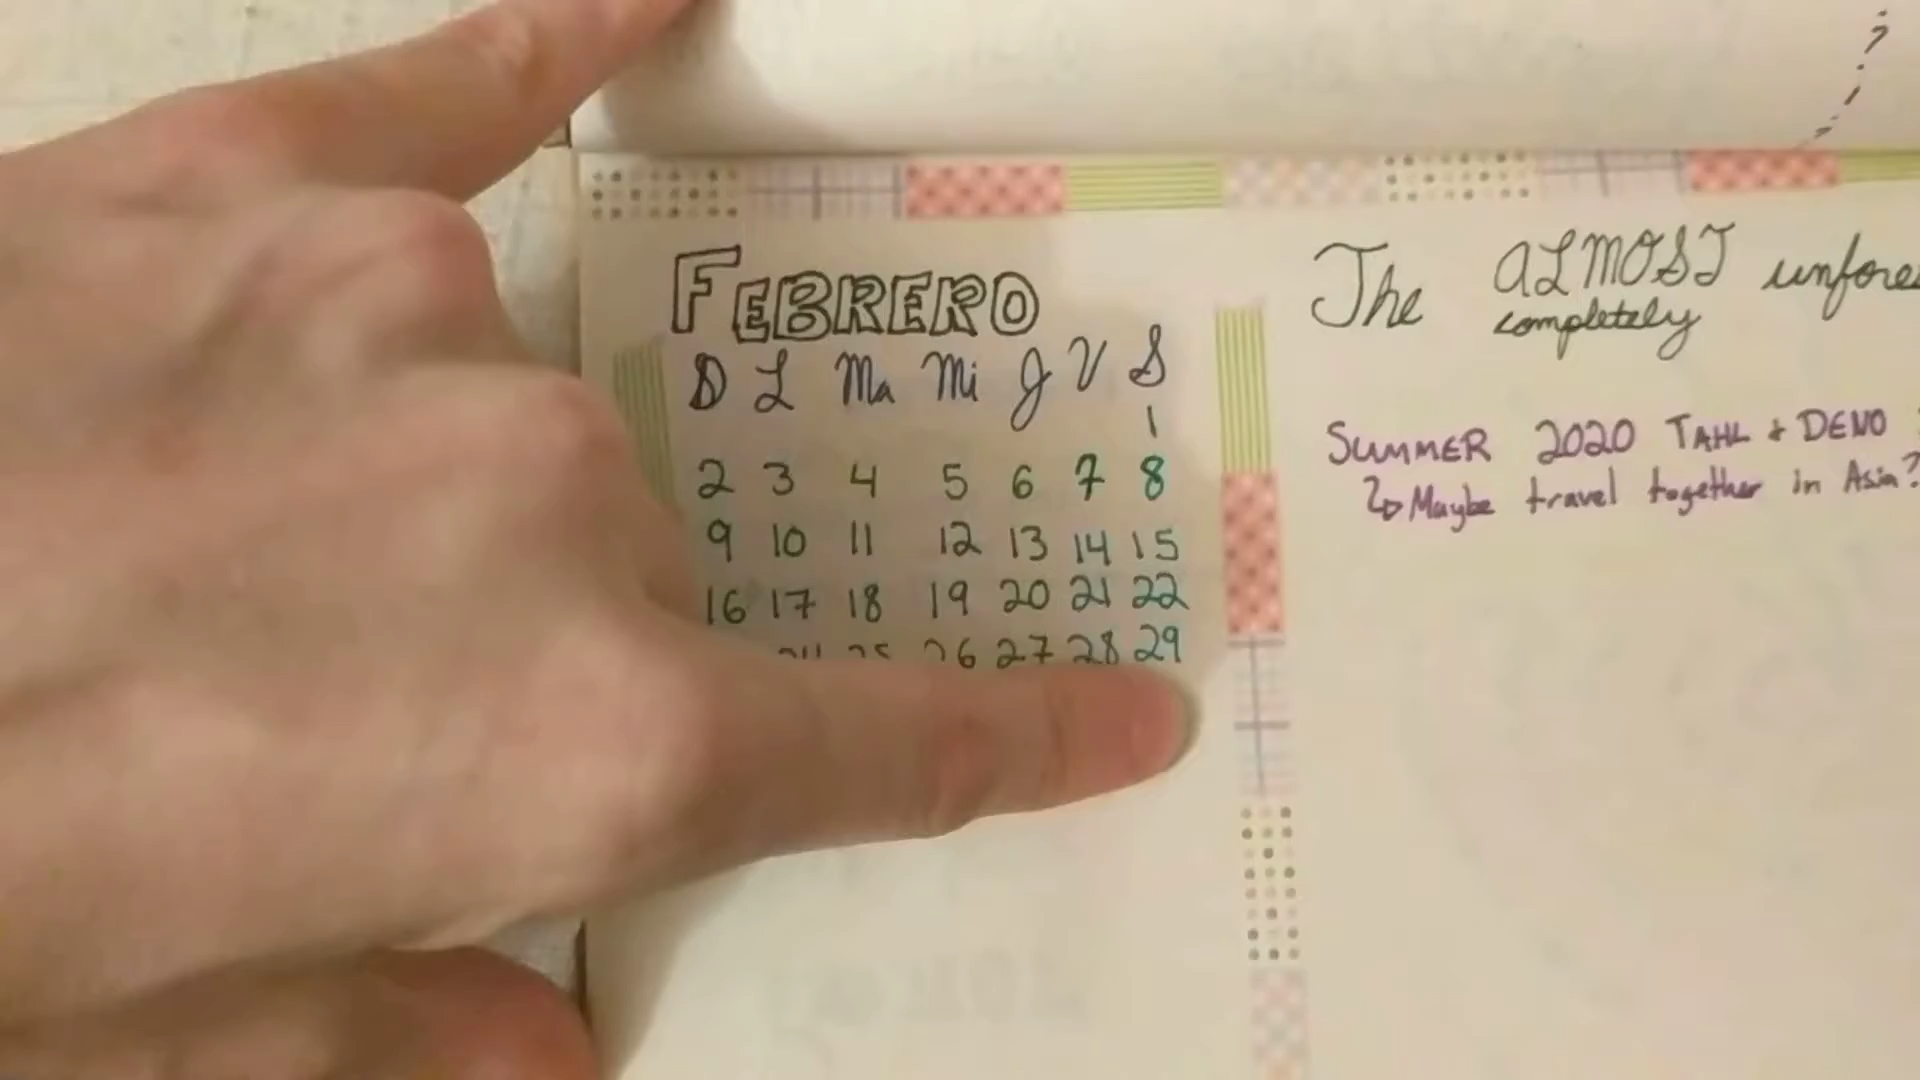 FEBRERO
D L Ma Mi J V S
1
2 3 4 5 6 7 8
9 10 11 12 13 14 15
16 17 18 19 20 21 22
26 27 28 29
The ALMOST
completely
SUMMER 2020 TAHL & DENO
↳ Maybe travel together in Asia?